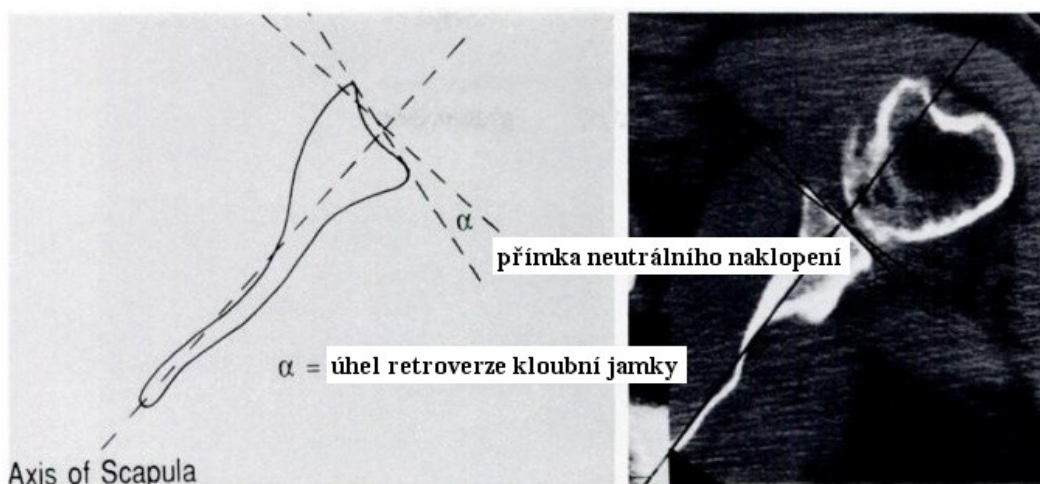 α
přímka neutrálního naklopení
α = úhel retroverze kloubní jamky
Axis of Scapula